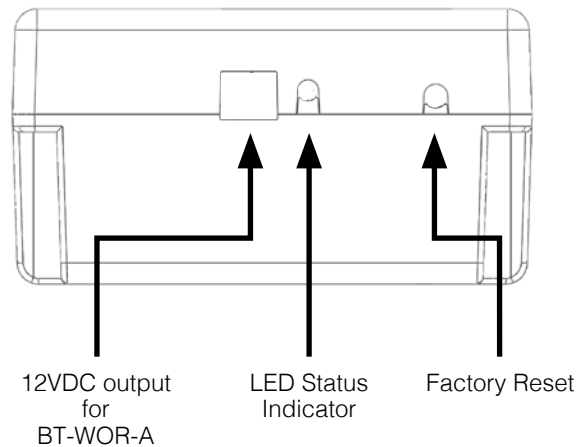 12VDC output
for
BT-WOR-A
LED Status
Indicator
Factory Reset